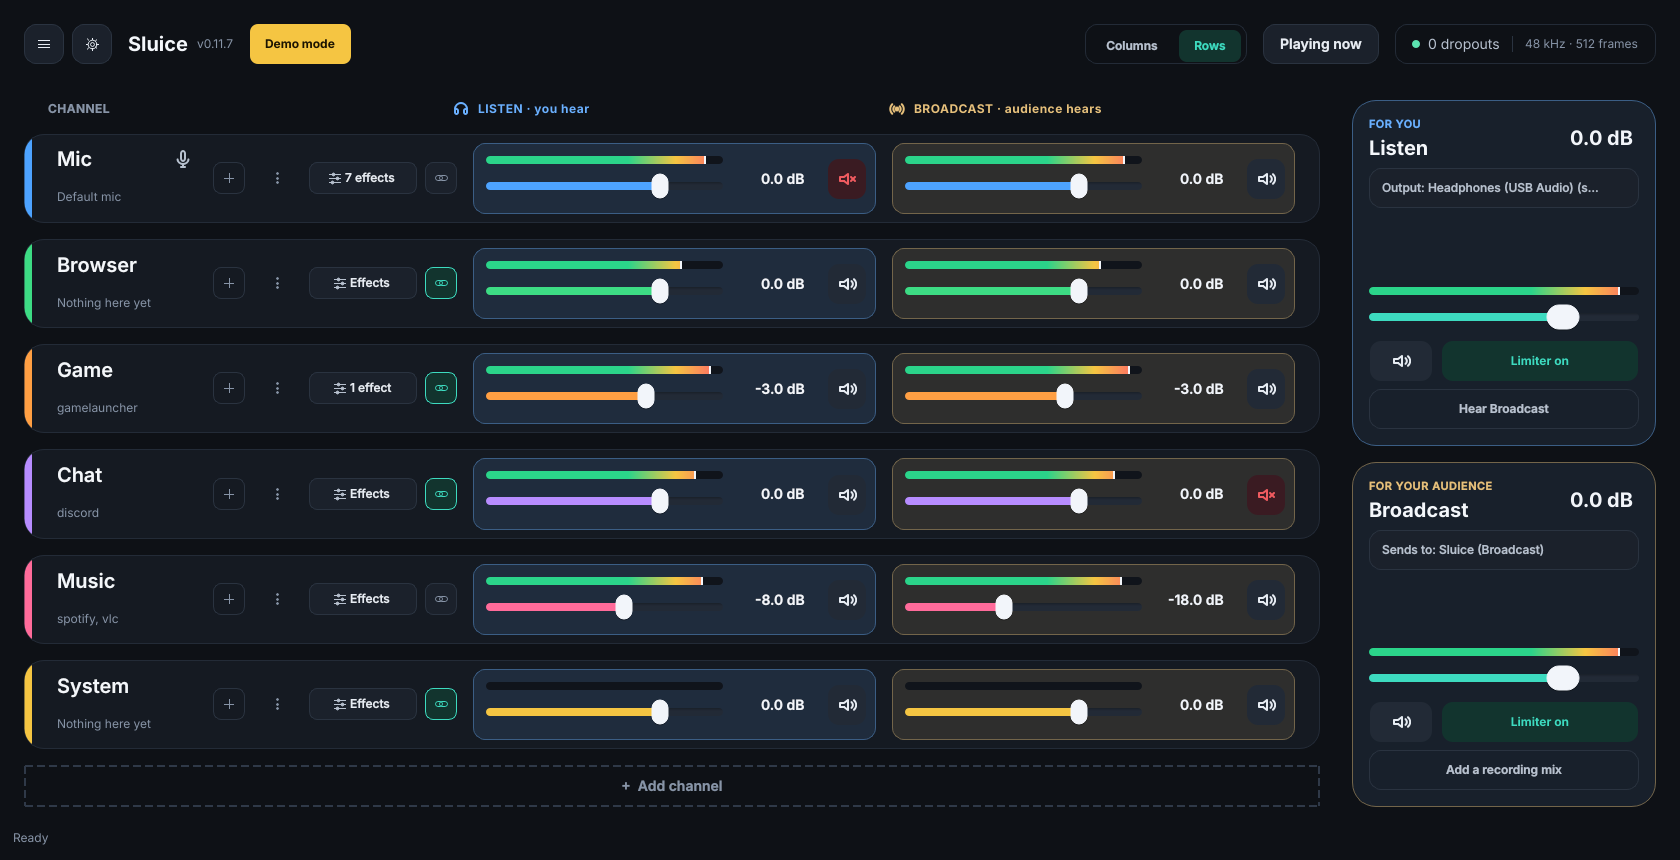 Sluice v0.11.7 Demo mode
Columns Rows Playing now 0 dropouts 48 kHz · 512 frames
CHANNEL LISTEN · you hear BROADCAST · audience hears
Mic
Default mic
+ 7 effects 0.0 dB 0.0 dB
Browser
Nothing here yet
+ Effects 0.0 dB 0.0 dB
Game
gamelauncher
+ 1 effect -3.0 dB -3.0 dB
Chat
discord
+ Effects 0.0 dB 0.0 dB
Music
spotify, vlc
+ Effects -8.0 dB -18.0 dB
System
Nothing here yet
+ Effects 0.0 dB 0.0 dB
+ Add channel
FOR YOU
Listen 0.0 dB
Output: Headphones (USB Audio) (s...
Limiter on
Hear Broadcast
FOR YOUR AUDIENCE
Broadcast 0.0 dB
Sends to: Sluice (Broadcast)
Limiter on
Add a recording mix
Ready